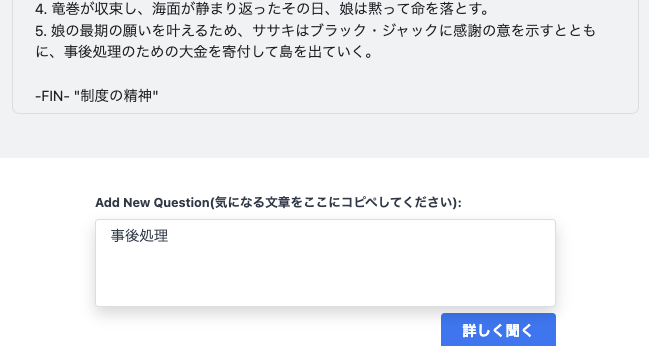 4. 竜巻が収束し、海面が静まり返ったその日、娘は黙って命を落とす。
5. 娘の最期の願いを叶えるため、ササキはブラック・ジャックに感謝の意を示すととも
に、事後処理のための大金を寄付して島を出ていく。
-FIN- "制度の精神"
Add New Question(気になる文章をここにコピペしてください):
事後処理
詳しく聞く